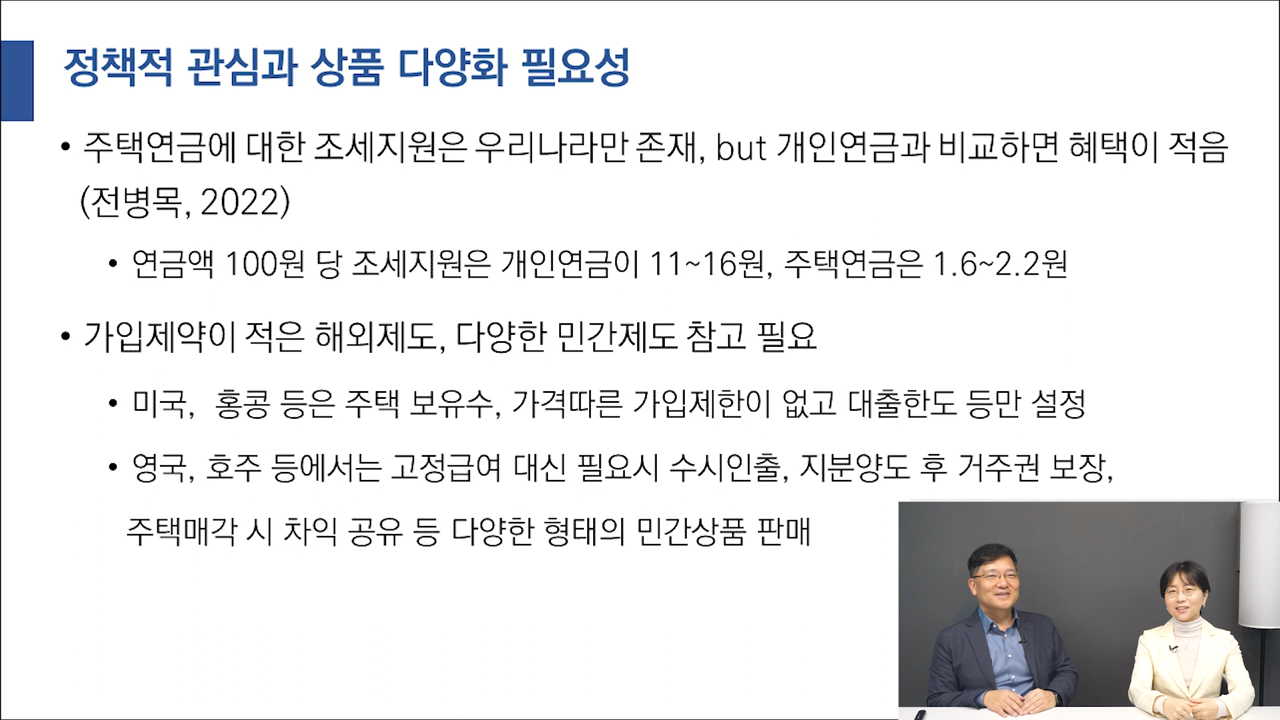 정책적 관심과 상품 다양화 필요성
• 주택연금에 대한 조세지원은 우리나라만 존재, but 개인연금과 비교하면 혜택이 적음
(전병목, 2022)
• 연금액 100원 당 조세지원은 개인연금이 11~16원, 주택연금은 1.6~2.2원
• 가입제약이 적은 해외제도, 다양한 민간제도 참고 필요
• 미국, 홍콩 등은 주택 보유수, 가격따른 가입제한이 없고 대출한도 등만 설정
• 영국, 호주 등에서는 고정급여 대신 필요시 수시인출, 지분양도 후 거주권 보장,
주택매각 시 차익 공유 등 다양한 형태의 민간상품 판매